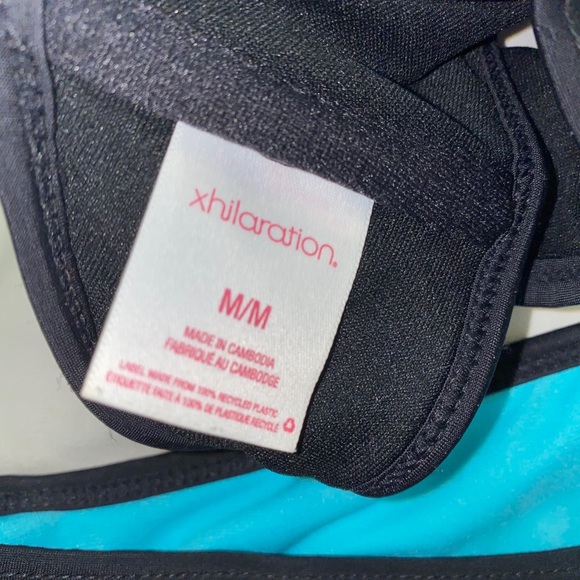 xhilaration.
M/M
MADE IN CAMBODIA
FABRIQUÉ AU CAMBODGE
LABEL MADE FROM 100% RECYCLED PLASTIC
ÉTIQUETTE FAITE À 100% DE PLASTIQUE RECYCLÉ